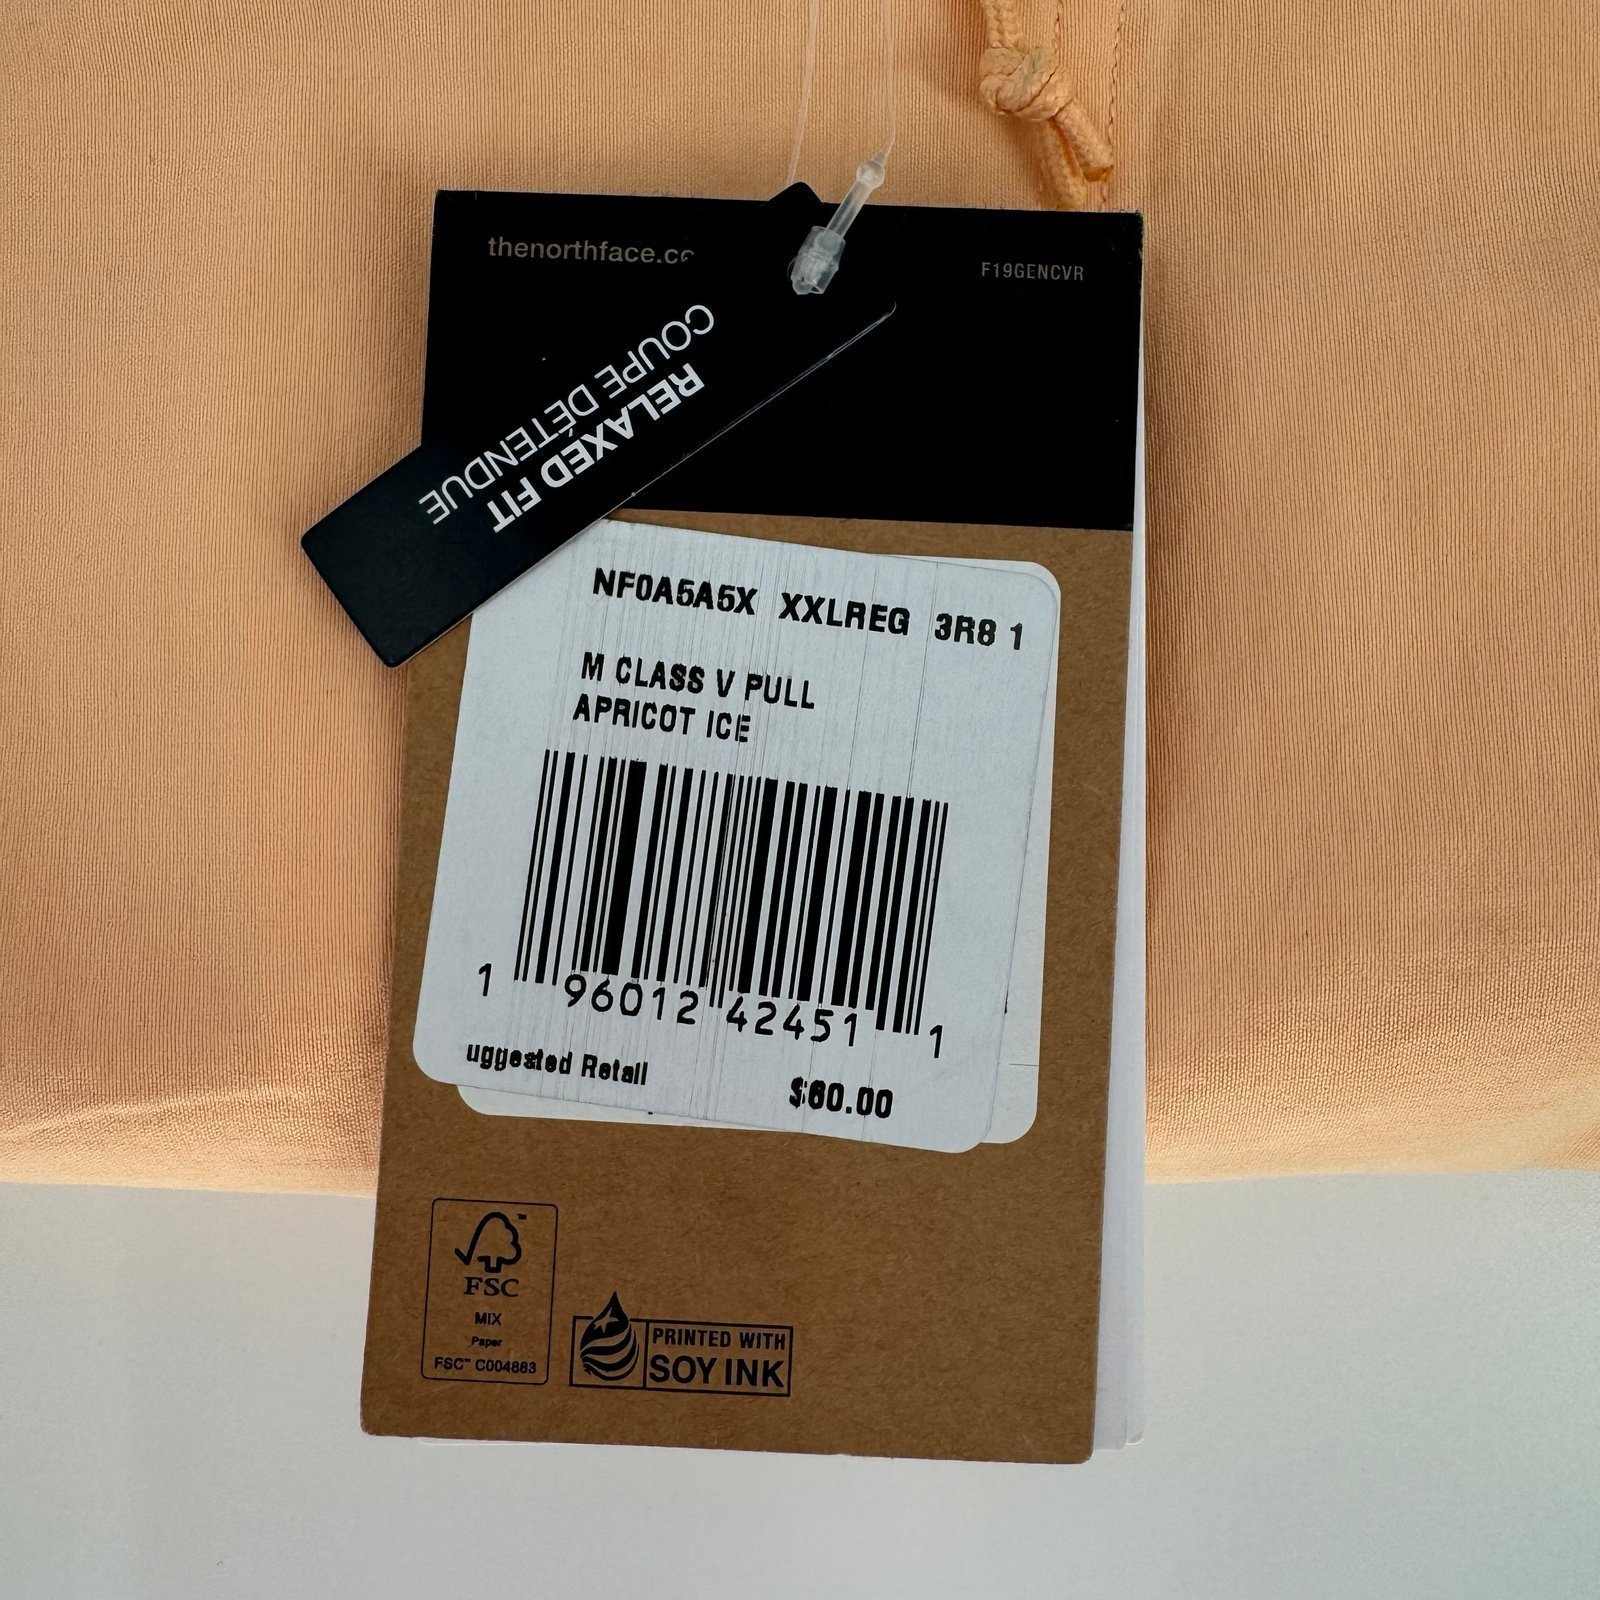 thenorthface.co
F19GENCVR
RELAXED FIT
COUPE DÉTENDUE
NF0A5A5X XXLREG 3R8 1
M CLASS V PULL
APRICOT ICE
1 96012 42451 1
uggested Retail
$60.00
FSC
MIX
Paper
FSC™ C004883
PRINTED WITH
SOY INK